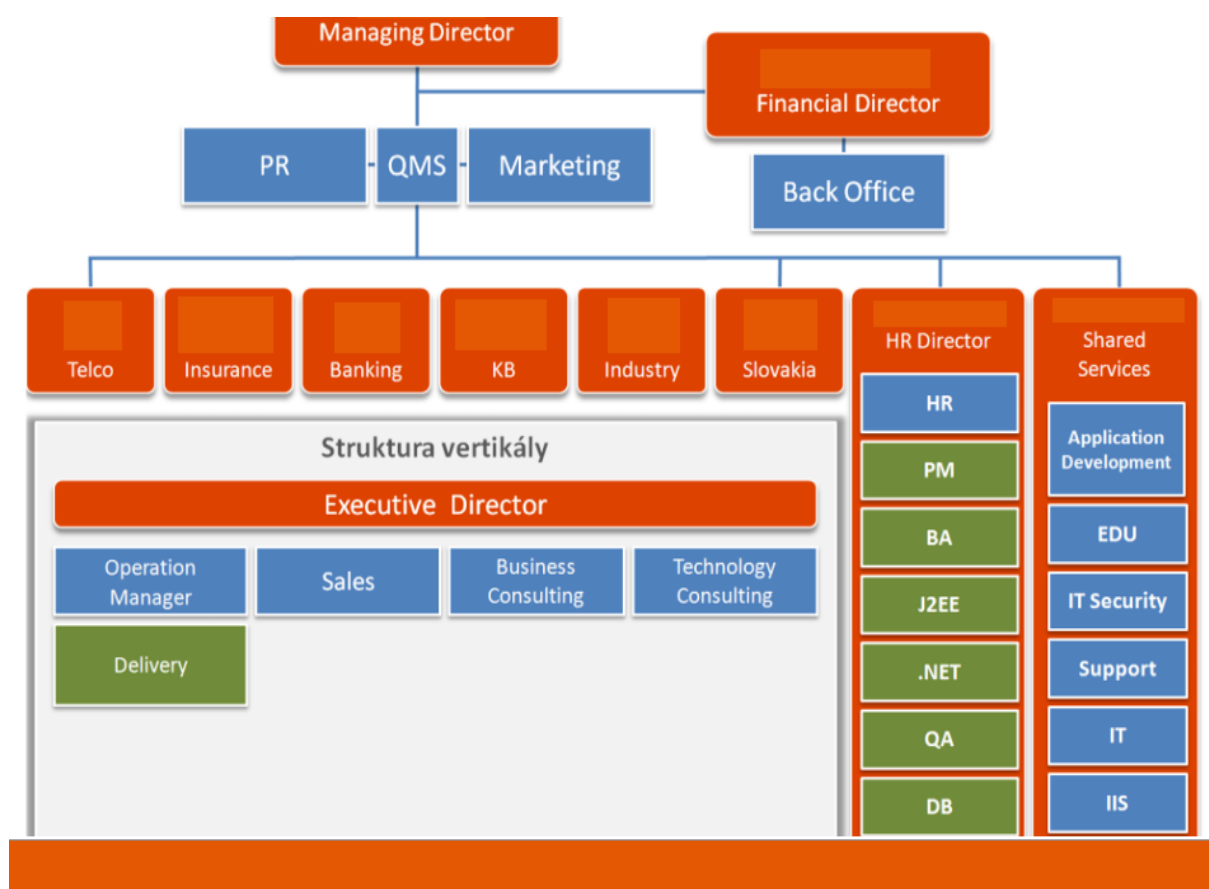 Managing Director
Financial Director
PR
QMS
Marketing
Back Office
Telco
Insurance
Banking
KB
Industry
Slovakia
HR Director
Shared
Services
Struktura vertikály
Executive Director
Operation
Manager
Sales
Business
Consulting
Technology
Consulting
Delivery
HR
PM
BA
J2EE
.NET
QA
DB
Application
Development
EDU
IT Security
Support
IT
IIS